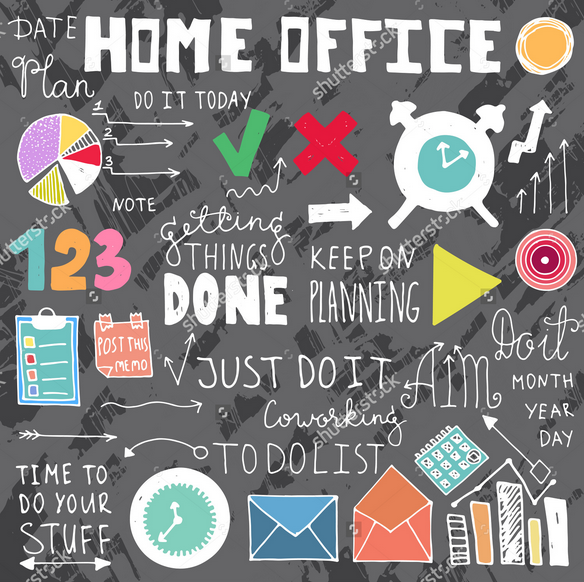 DATE
HOME OFFICE
Plan
DO IT TODAY
1
2
3
NOTE
getting
THINGS
DONE
KEEP ON
PLANNING
123
POST THIS
MEMO
JUST DO IT
AIM
Do it
MONTH
YEAR
DAY
Coworking
TO DO LIST
TIME TO
DO YOUR
STUFF
shutterstock